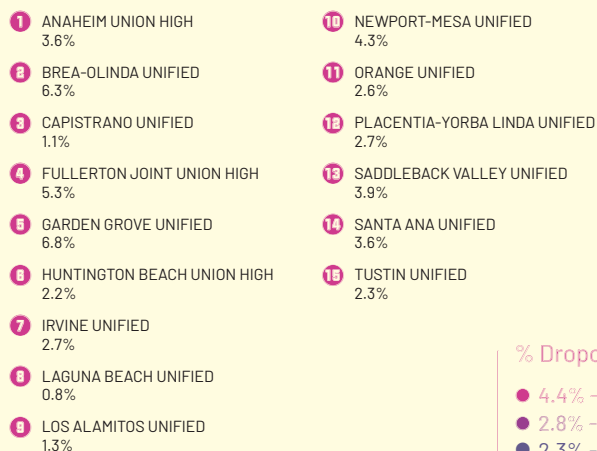 1 ANAHEIM UNION HIGH
3.6%
2 BREA-OLINDA UNIFIED
6.3%
3 CAPISTRANO UNIFIED
1.1%
4 FULLERTON JOINT UNION HIGH
5.3%
5 GARDEN GROVE UNIFIED
6.8%
6 HUNTINGTON BEACH UNION HIGH
2.2%
7 IRVINE UNIFIED
2.7%
8 LAGUNA BEACH UNIFIED
0.8%
9 LOS ALAMITOS UNIFIED
1.3%
10 NEWPORT-MESA UNIFIED
4.3%
11 ORANGE UNIFIED
2.6%
12 PLACENTIA-YORBA LINDA UNIFIED
2.7%
13 SADDLEBACK VALLEY UNIFIED
3.9%
14 SANTA ANA UNIFIED
3.6%
15 TUSTIN UNIFIED
2.3%
% Dropo
4.4% -
2.8% -
2.3% -